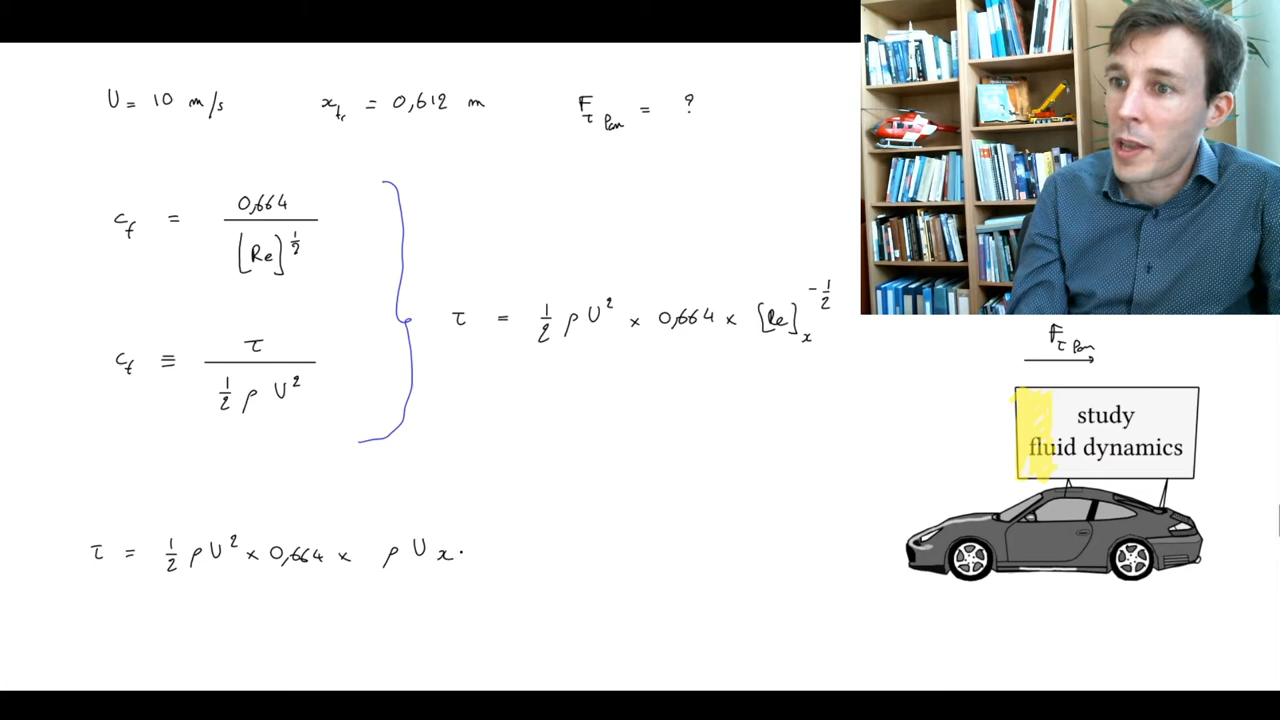 U = 10 m/s   x_tr = 0,612 m   F_τ lam = ?
c_f = 0,664 / [Re]^½
τ = ½ ρ U² × 0,664 × [Re]_x^-½
F_τ lam
c_f ≡ τ / ½ ρ U²
study
fluid dynamics
τ = ½ ρ U² × 0,664 × ρ U x .